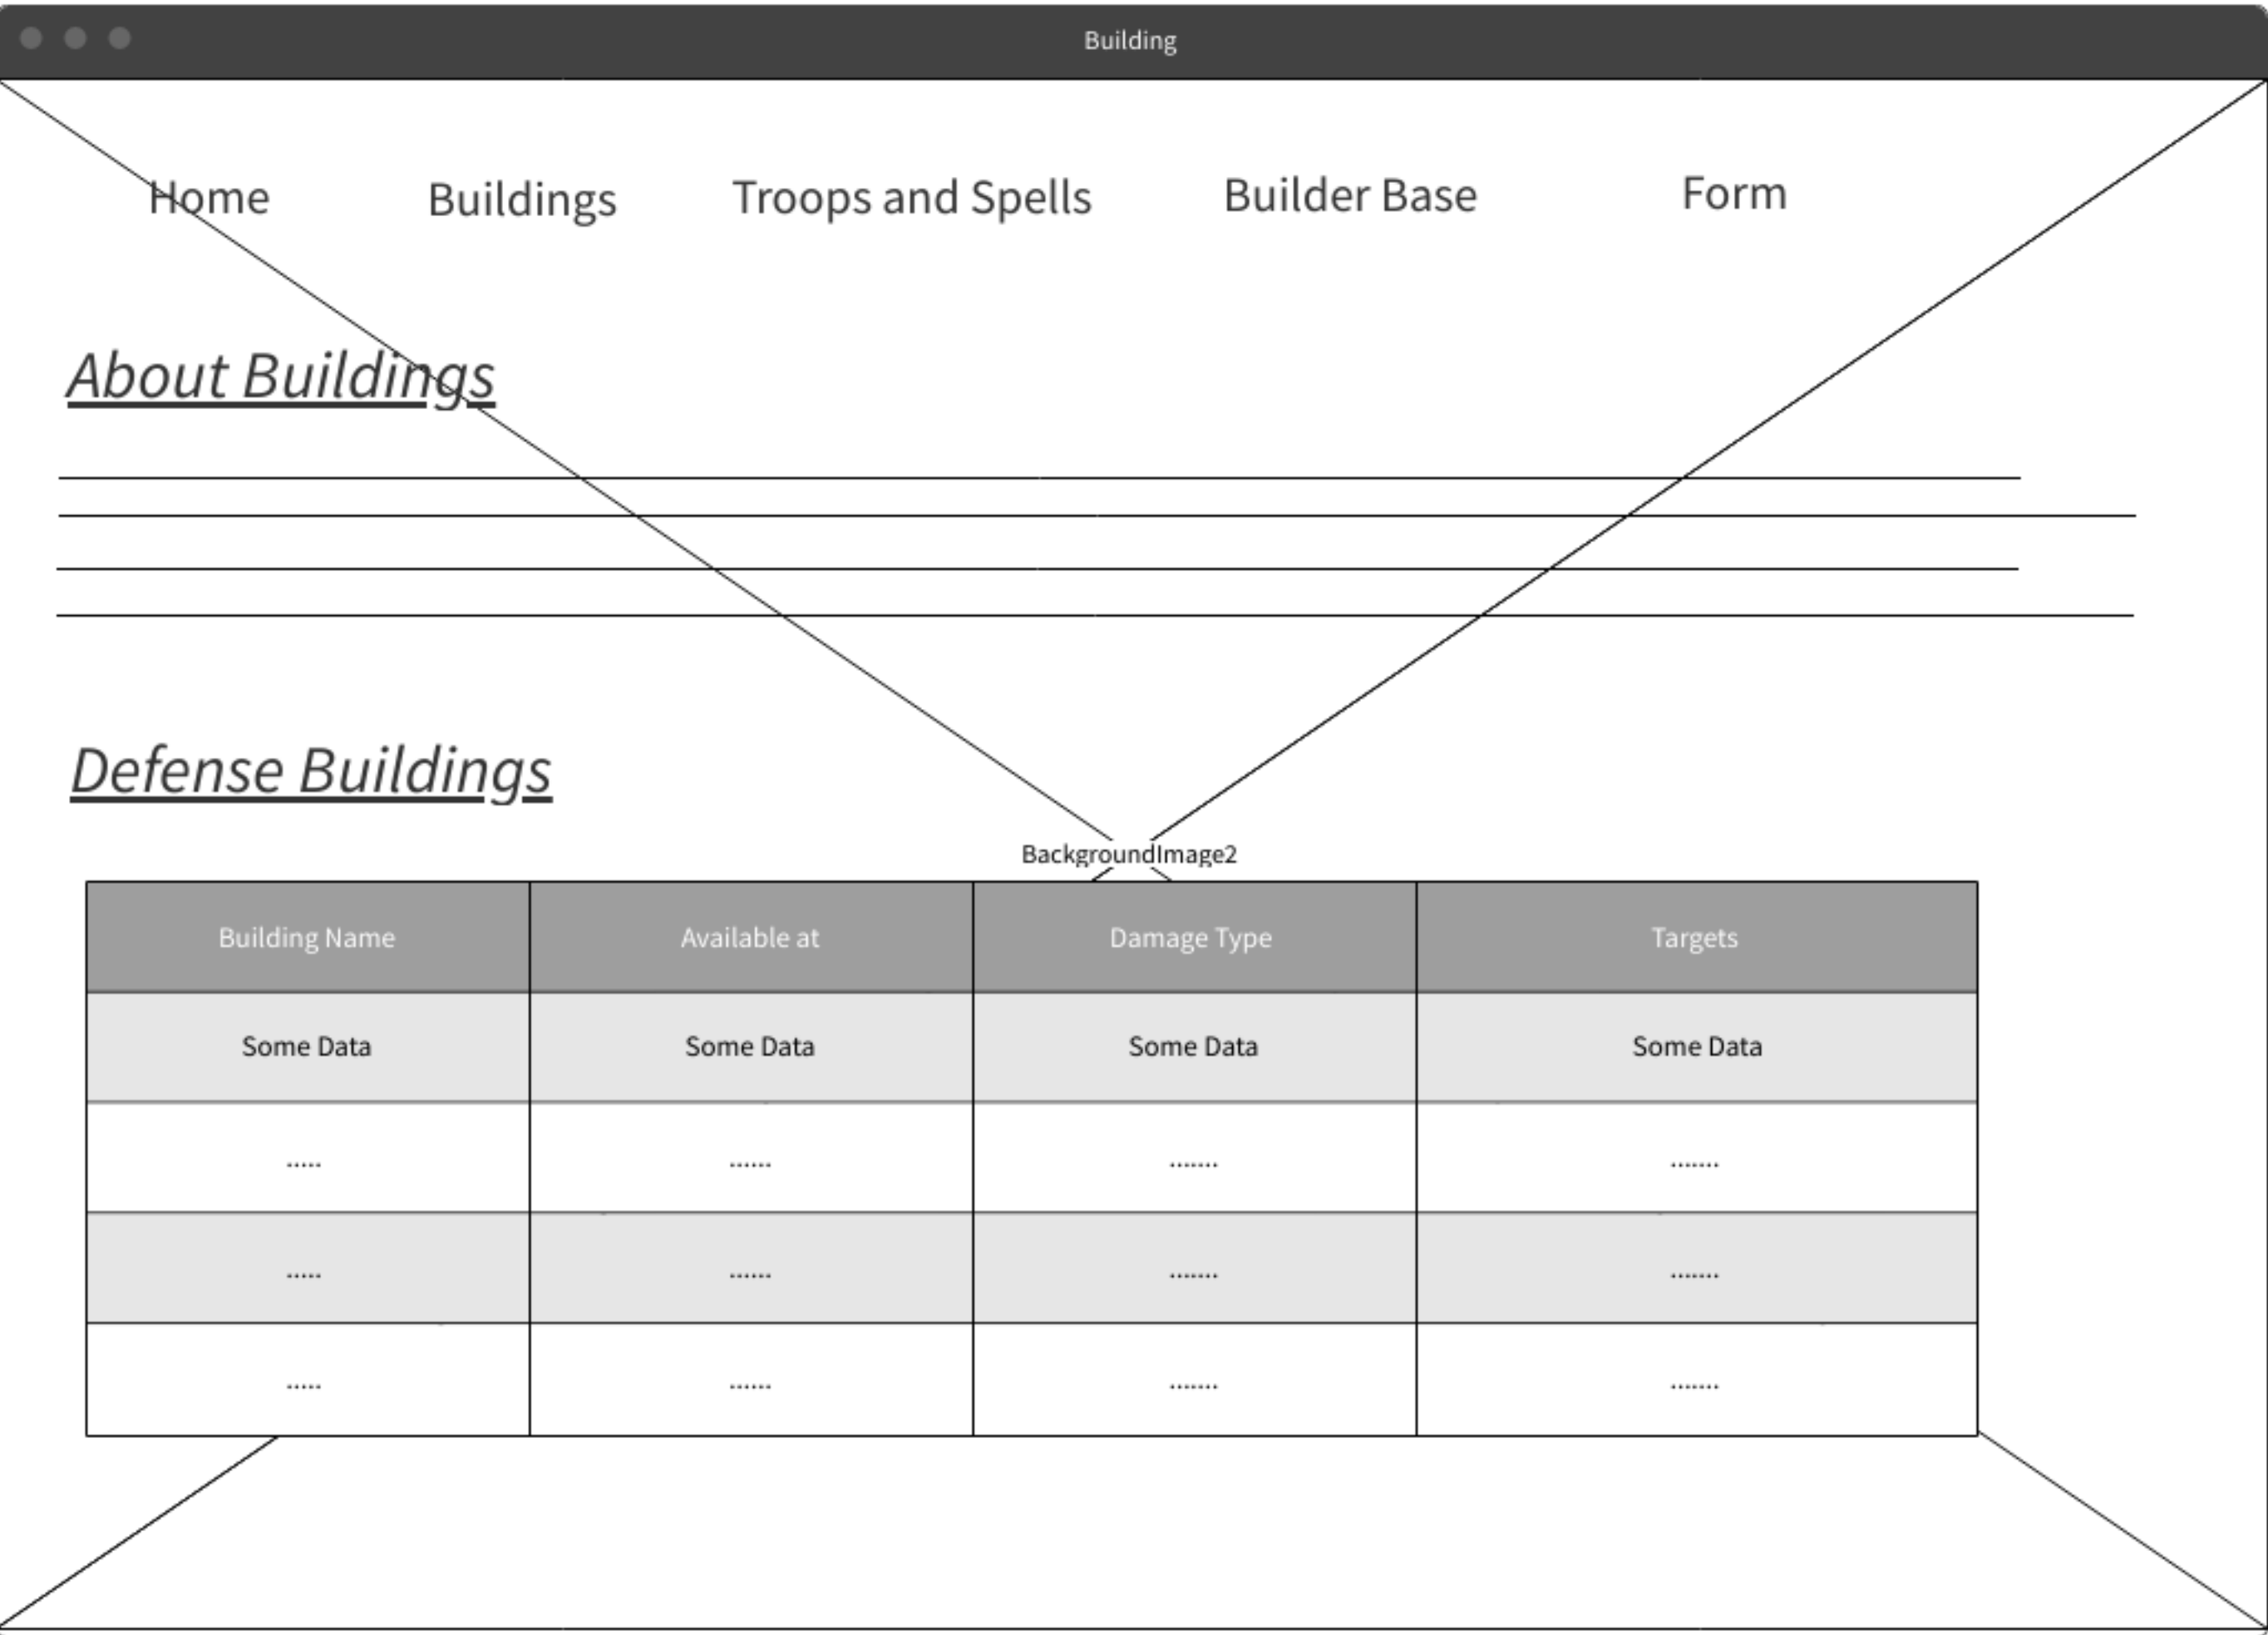 Building
Home Buildings Troops and Spells Builder Base Form
About Buildings
Defense Buildings
BackgroundImage2
Building Name Available at Damage Type Targets
Some Data Some Data Some Data Some Data
..... ...... ....... .......
..... ...... ....... .......
..... ...... ....... .......